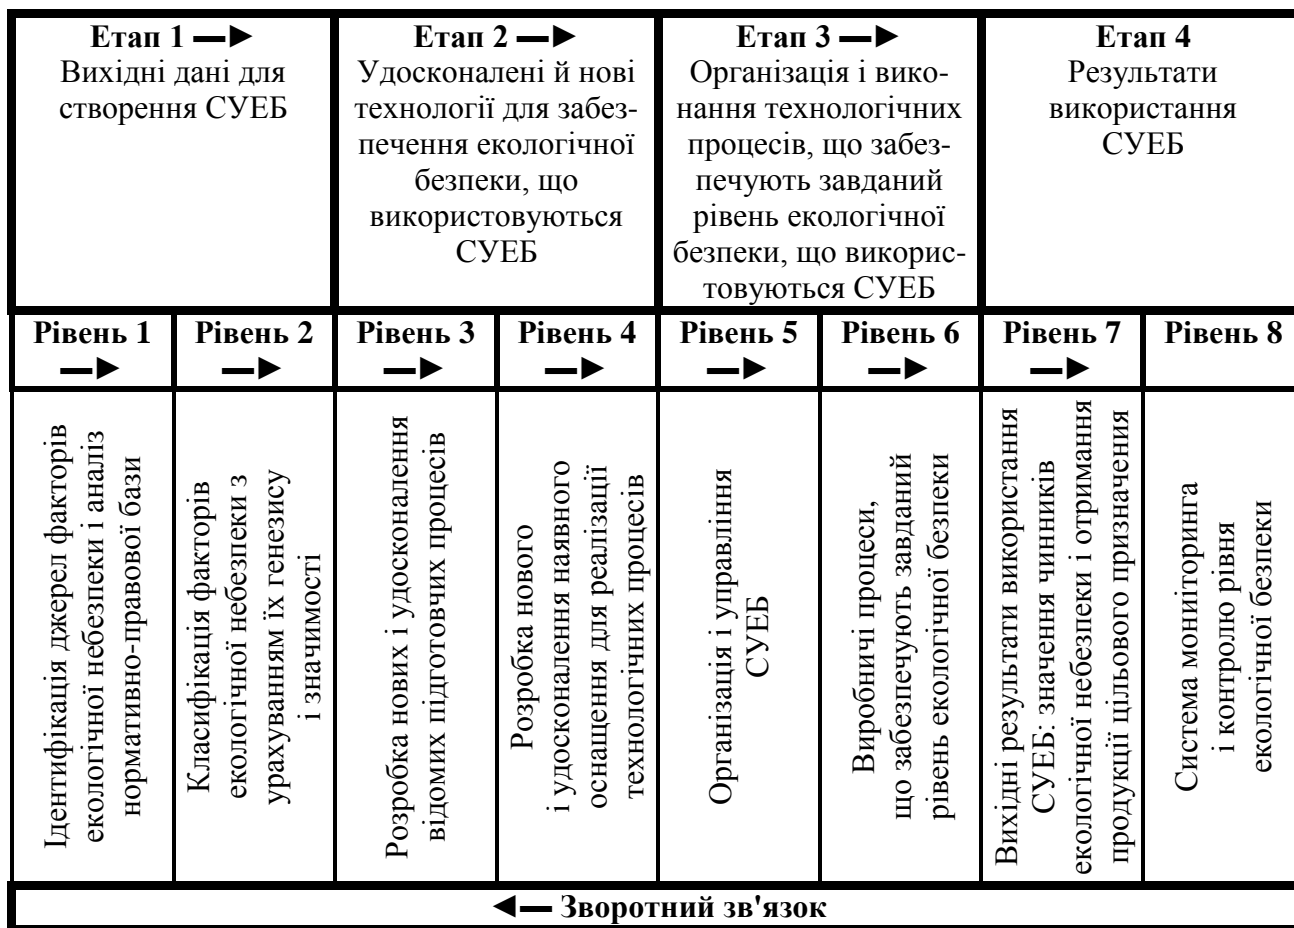 Етап 1 ▬►
Вихідні дані для
створення СУЕБ
Етап 2 ▬►
Удосконалені й нові
технології для забез-
печення екологічної
безпеки, що
використовуються
СУЕБ
Етап 3 ▬►
Організація і вико-
нання технологічних
процесів, що забез-
печують завданий
рівень екологічної
безпеки, що викорис-
товуються СУЕБ
Етап 4
Результати
використання
СУЕБ
Рівень 1
▬►
Рівень 2
▬►
Рівень 3
▬►
Рівень 4
▬►
Рівень 5
▬►
Рівень 6
▬►
Рівень 7
▬►
Рівень 8
Ідентифікація джерел факторів
екологічної небезпеки і аналіз
нормативно-правової бази
Класифікація факторів
екологічної небезпеки з
урахуванням їх генезису
і значимості
Розробка нових і удосконалення
відомих підготовчих процесів
Розробка нового
і удосконалення наявного
оснащення для реалізації
технологічних процесів
Організація і управління
СУЕБ
Виробничі процеси,
що забезпечують завданий
рівень екологічної безпеки
Вихідні результати використання
СУЕБ: значення чинників
екологічної небезпеки і отримання
продукції цільового призначення
Система мониторинга
і контролю рівня
екологічної безпеки
◄▬ Зворотний зв'язок